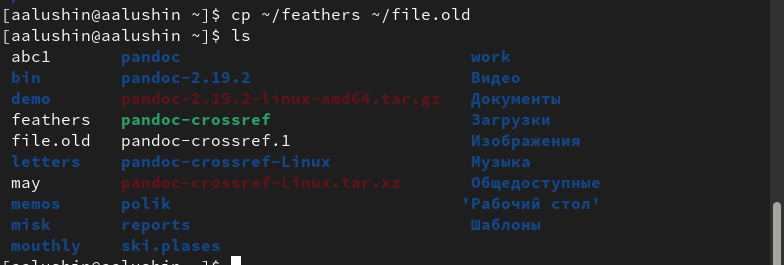 [aalushin@aalushin ~]$ cp ~/feathers ~/file.old
[aalushin@aalushin ~]$ ls
abc1 pandoc work
bin pandoc-2.19.2 Видео
demo pandoc-2.19.2-linux-amd64.tar.gz Документы
feathers pandoc-crossref Загрузки
file.old pandoc-crossref.1 Изображения
letters pandoc-crossref-Linux Музыка
may pandoc-crossref-Linux.tar.xz Общедоступные
memos polik 'Рабочий стол'
misk reports Шаблоны
mouthly ski.plases
[aalushin@aalushin ~]$